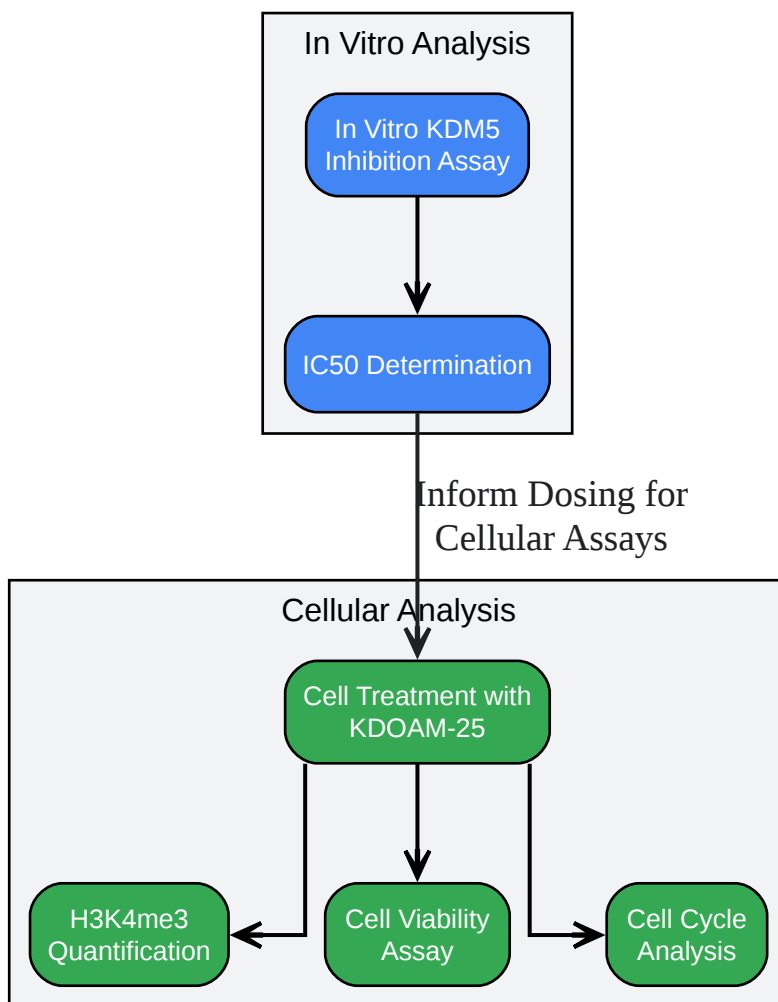 In Vitro Analysis
In Vitro KDM5
Inhibition Assay
IC50 Determination
Inform Dosing for
Cellular Assays
Cellular Analysis
Cell Treatment with
KDOAM-25
H3K4me3
Quantification
Cell Viability
Assay
Cell Cycle
Analysis